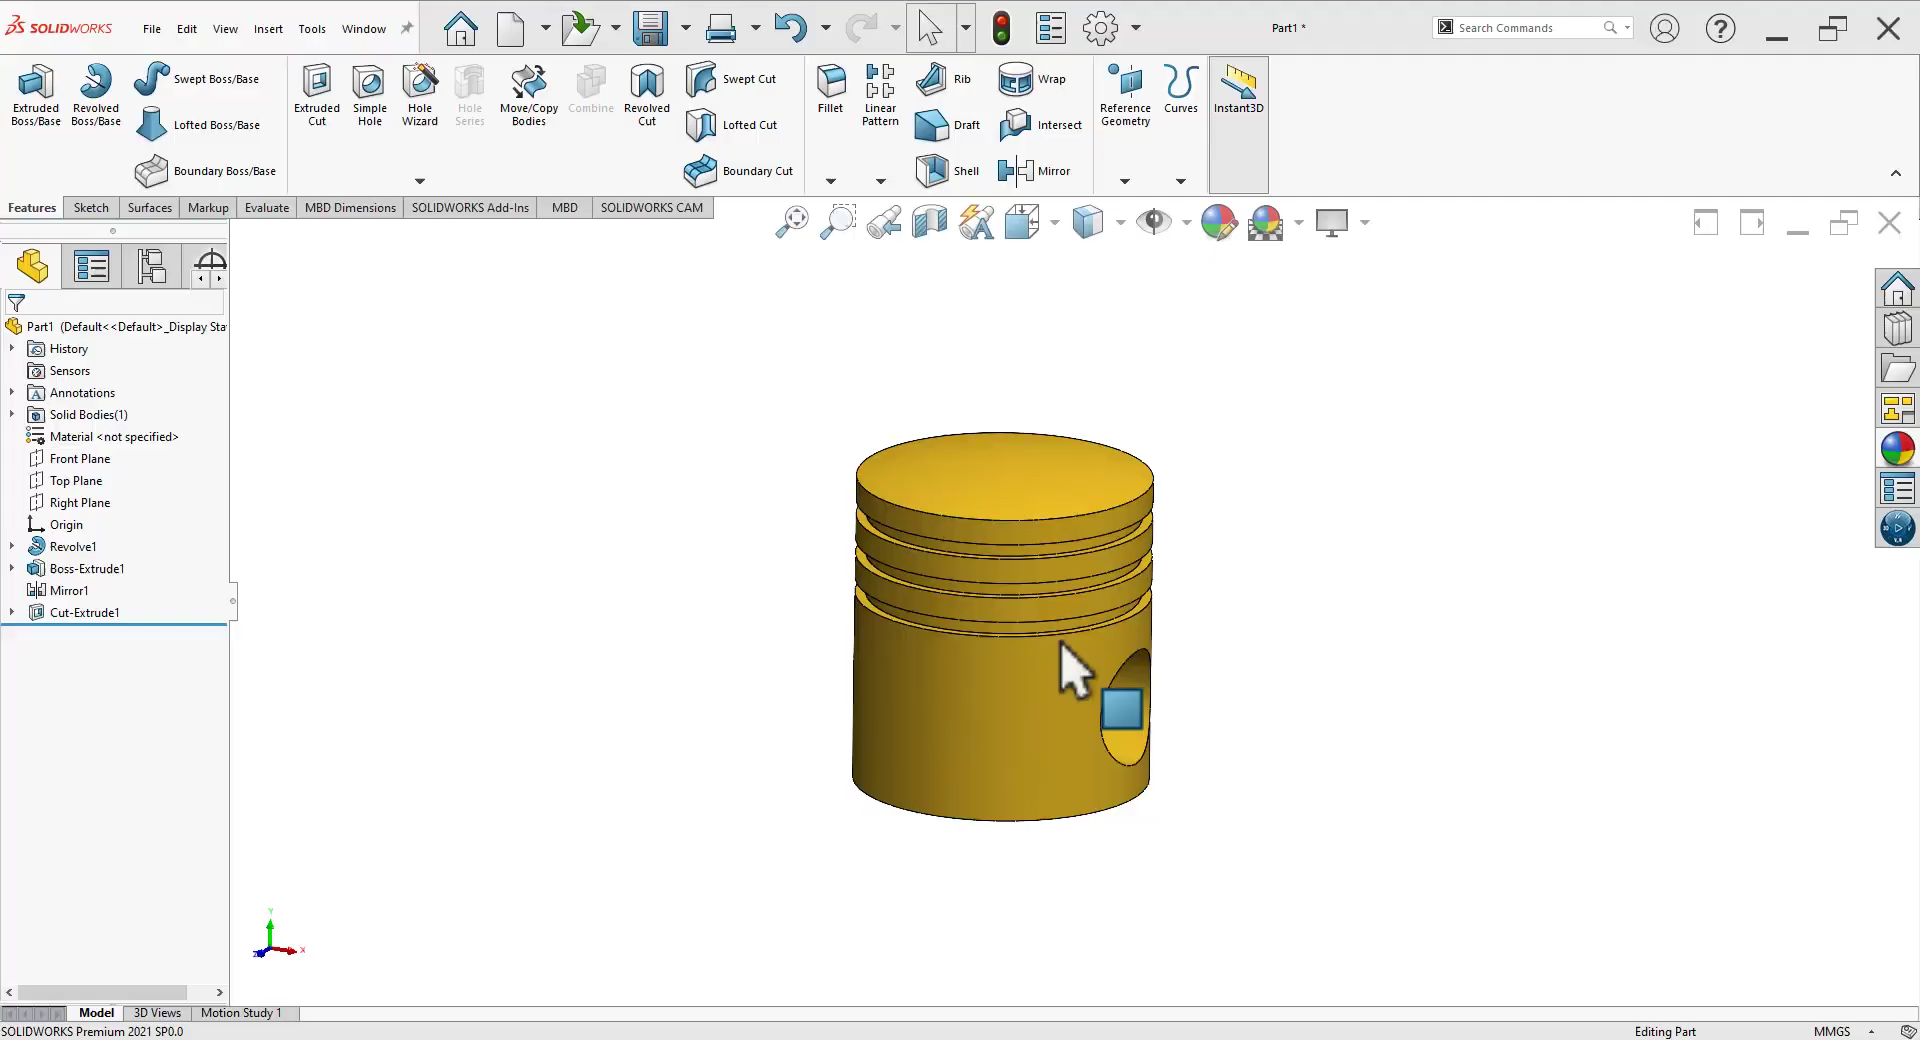 SOLIDWORKS
File Edit View Insert Tools Window
Part1 *
Search Commands
Extruded Boss/Base
Revolved Boss/Base
Swept Boss/Base
Lofted Boss/Base
Boundary Boss/Base
Extruded Cut
Simple Hole
Hole Wizard
Hole Series
Move/Copy Bodies
Combine
Revolved Cut
Swept Cut
Lofted Cut
Boundary Cut
Fillet
Linear Pattern
Rib
Draft
Shell
Wrap
Intersect
Mirror
Reference Geometry
Curves
Instant3D
Features Sketch Surfaces Markup Evaluate MBD Dimensions SOLIDWORKS Add-Ins MBD SOLIDWORKS CAM
Part1 (Default<<Default>_Display Sta
History
Sensors
Annotations
Solid Bodies(1)
Material <not specified>
Front Plane
Top Plane
Right Plane
Origin
Revolve1
Boss-Extrude1
Mirror1
Cut-Extrude1
Y
X
Z
Model 3D Views Motion Study 1
SOLIDWORKS Premium 2021 SP0.0
Editing Part
MMGS